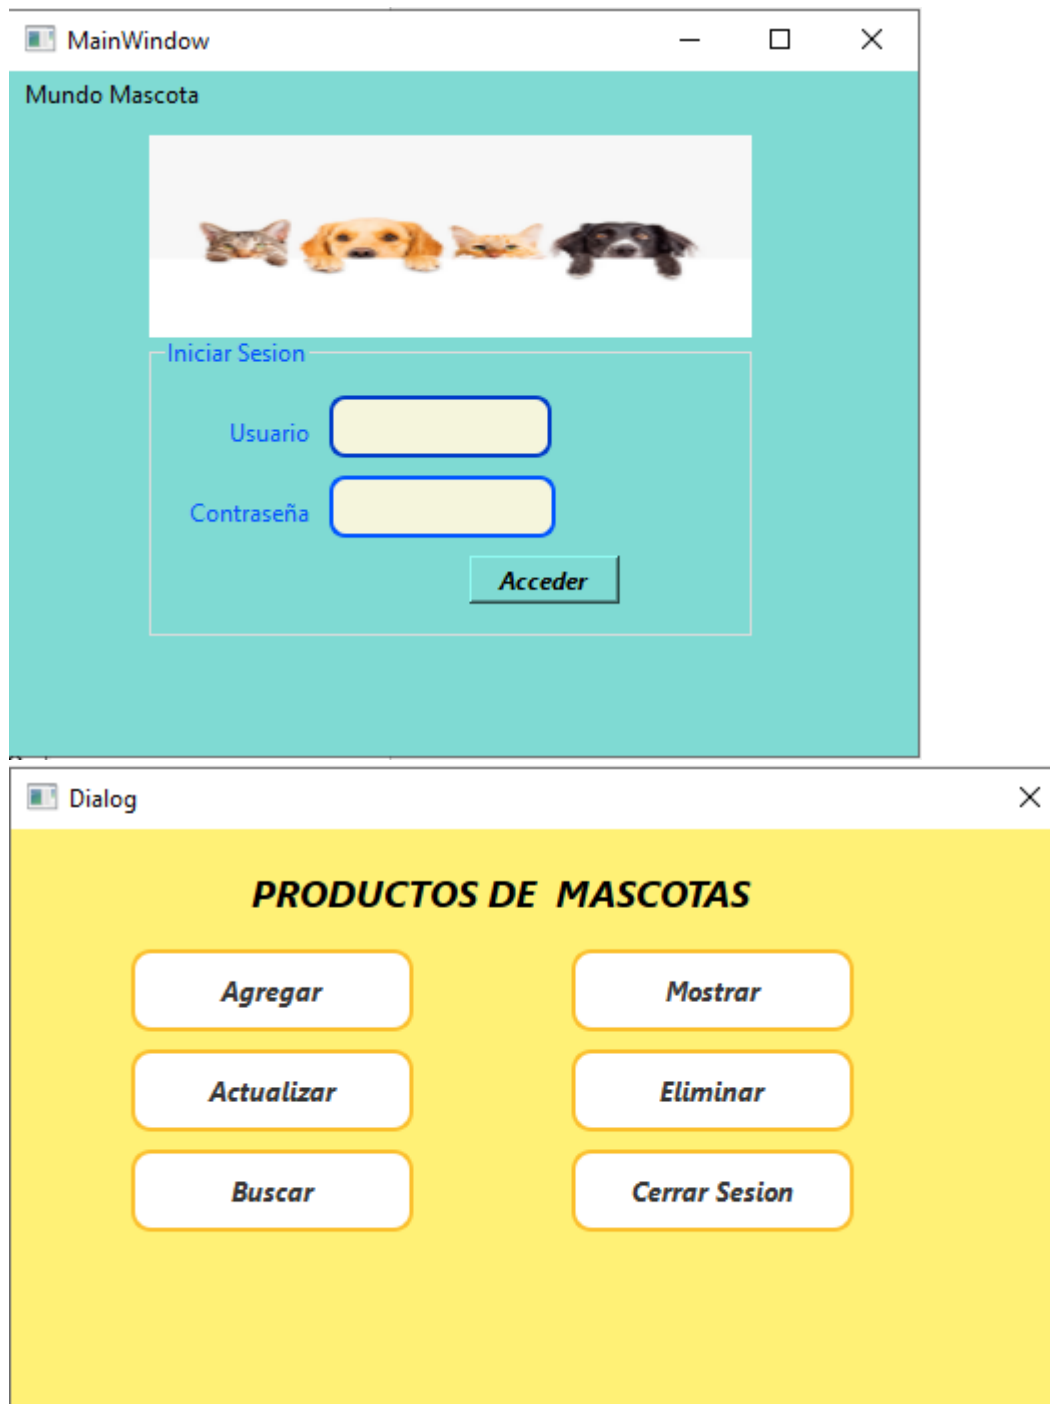 MainWindow
Mundo Mascota
Iniciar Sesion
Usuario
Contraseña
Acceder
Dialog
PRODUCTOS DE MASCOTAS
Agregar
Mostrar
Actualizar
Eliminar
Buscar
Cerrar Sesion